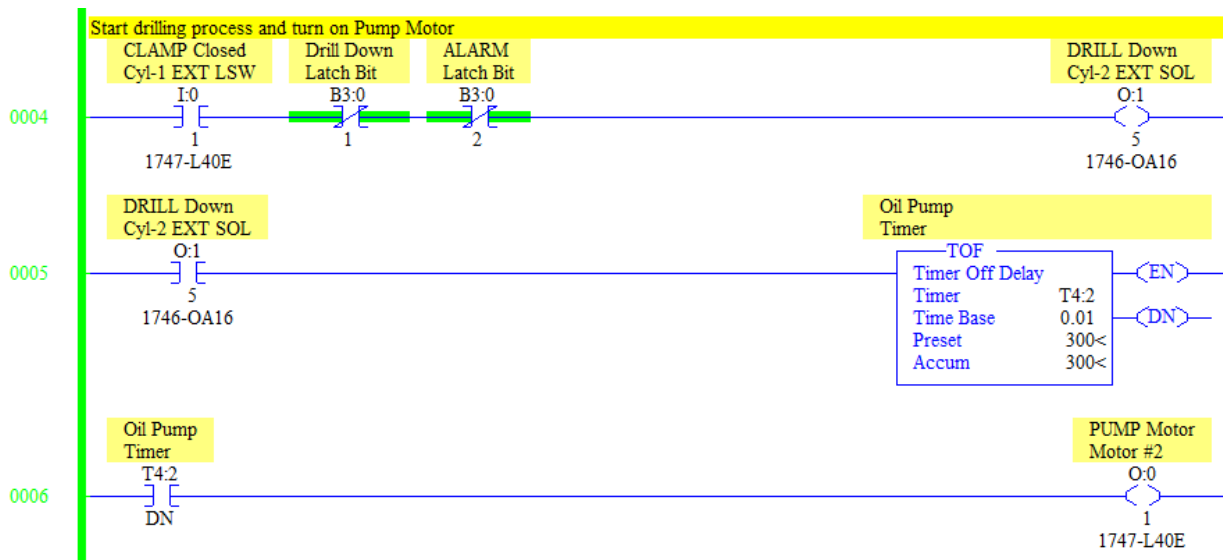 Start drilling process and turn on Pump Motor
CLAMP Closed
Cyl-1 EXT LSW
I:0
1
1747-L40E
Drill Down
Latch Bit
B3:0
1
ALARM
Latch Bit
B3:0
2
DRILL Down
Cyl-2 EXT SOL
O:1
5
1746-OA16
0004
DRILL Down
Cyl-2 EXT SOL
O:1
5
1746-OA16
0005
Oil Pump
Timer
TOF
Timer Off Delay
Timer T4:2
Time Base 0.01
Preset 300<
Accum 300<
EN
DN
Oil Pump
Timer
T4:2
DN
0006
PUMP Motor
Motor #2
O:0
1
1747-L40E